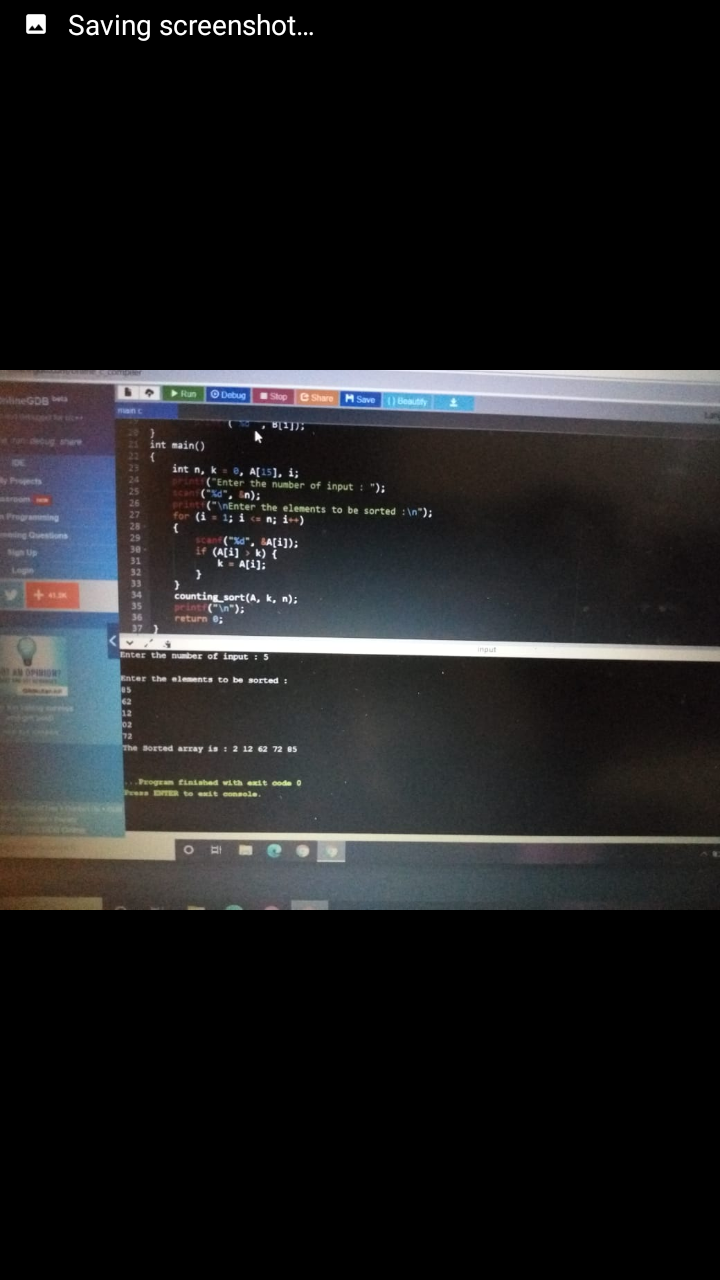 Saving screenshot...
OnlineGDB beta
Run Debug Stop Share Save { } Beautify
main.c
, B[i]);
20 }
21 int main()
22 {
23 int n, k = 0, A[15], i;
24 printf("Enter the number of input : ");
25 scanf("%d", &n);
26 printf("\nEnter the elements to be sorted :\n");
27 for (i = 1; i <= n; i++)
28 {
29 scanf("%d", &A[i]);
30 if (A[i] > k) {
31 k = A[i];
32 }
33 }
34 counting_sort(A, k, n);
35 printf("\n");
36 return 0;
37 }
IDE
My Projects
Programming
Questions
Sign Up
Login
input
Enter the number of input : 5
Enter the elements to be sorted :
85
62
12
02
72
The Sorted array is : 2 12 62 72 85
...Program finished with exit code 0
Press ENTER to exit console.